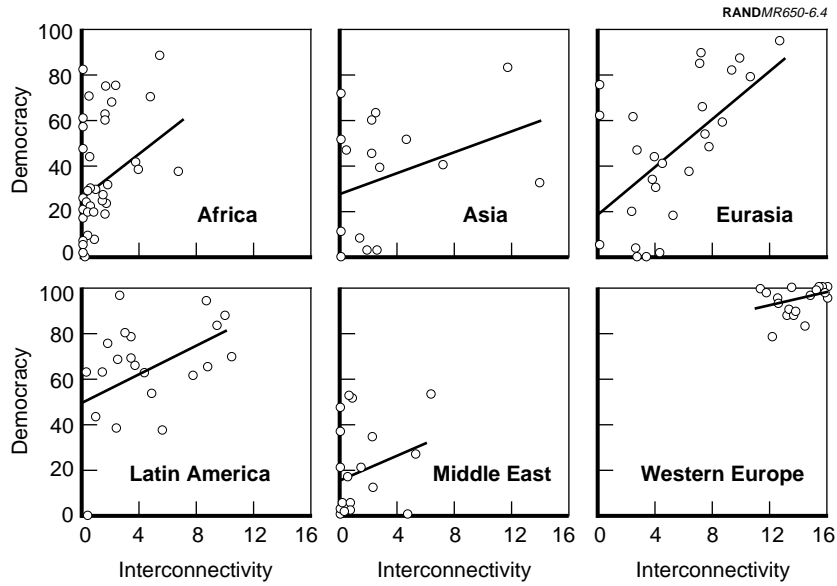 RANDMR650-6.4
100
80
60
40
20
0
Democracy
Africa
Asia
Eurasia
100
80
60
40
20
0
Democracy
Latin America
Middle East
Western Europe
0 4 8 12 16 0 4 8 12 16 0 4 8 12 16
Interconnectivity Interconnectivity Interconnectivity